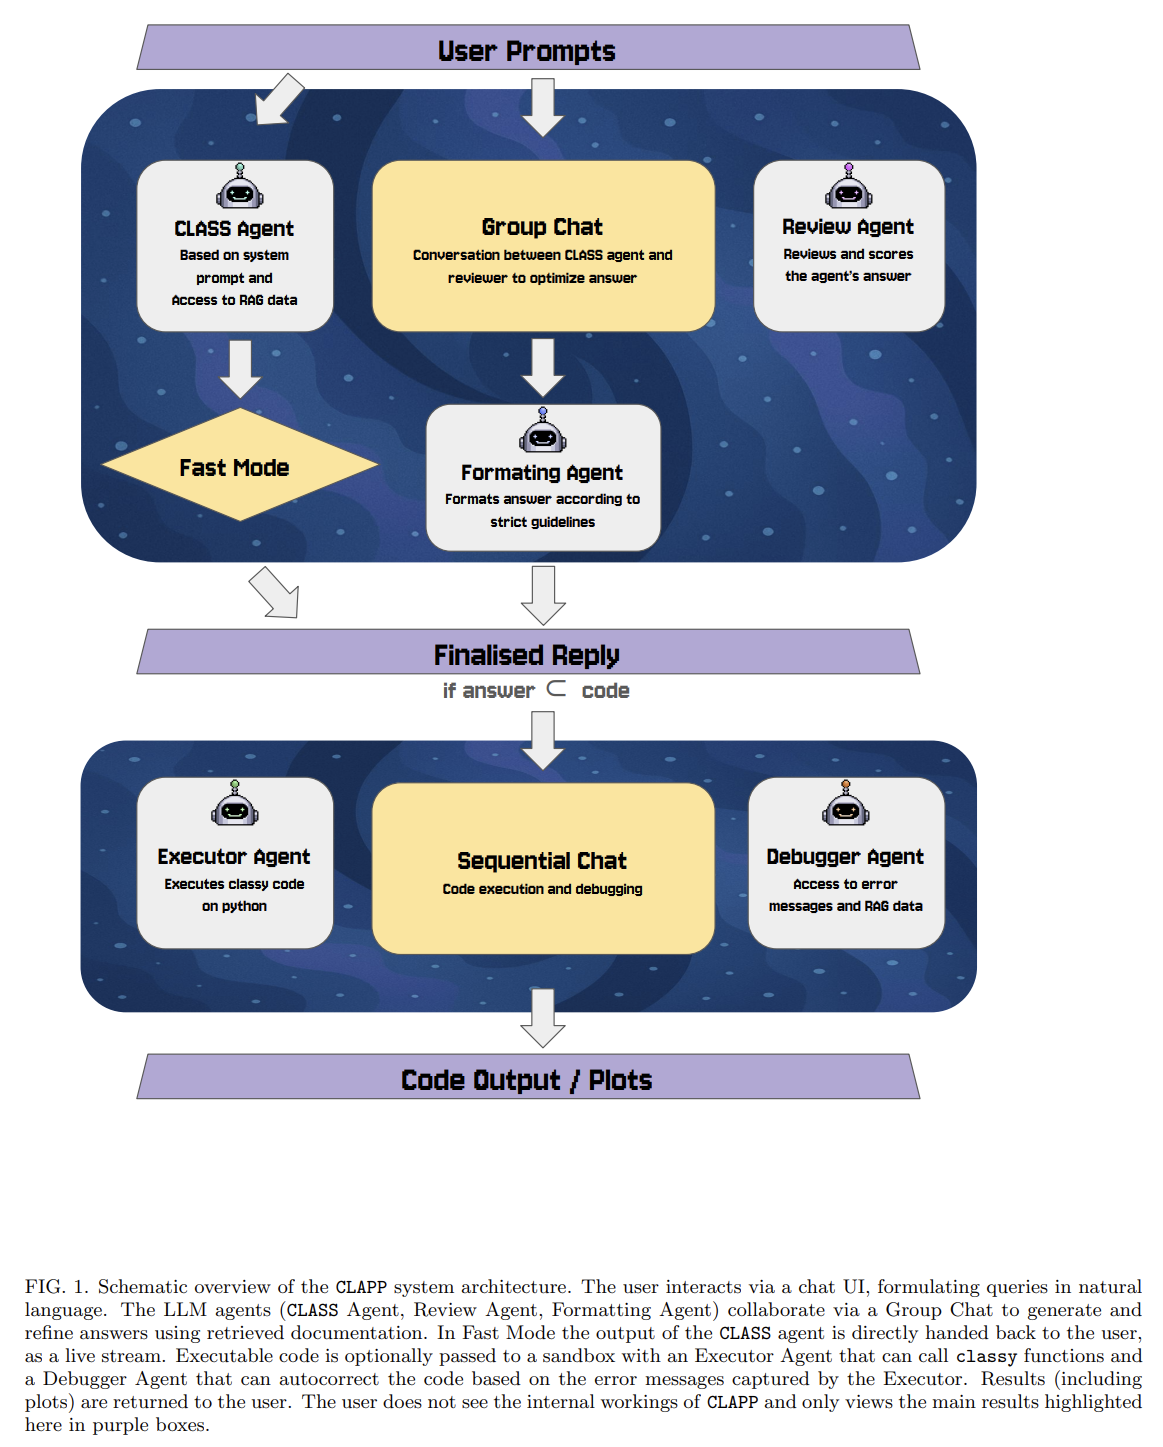 User Prompts
CLASS Agent
Based on system
prompt and
Access to RAG data
Group Chat
Conversation between CLASS agent and
reviewer to optimize answer
Review Agent
Reviews and scores
the agent's answer
Fast Mode
Formating Agent
Formats answer according to
strict guidelines
Finalised Reply
if answer ⊂ code
Executor Agent
Executes classy code
on python
Sequential Chat
Code execution and debugging
Debugger Agent
Access to error
messages and RAG data
Code Output / Plots
FIG. 1. Schematic overview of the CLAPP system architecture. The user interacts via a chat UI, formulating queries in natural
language. The LLM agents (CLASS Agent, Review Agent, Formatting Agent) collaborate via a Group Chat to generate and
refine answers using retrieved documentation. In Fast Mode the output of the CLASS agent is directly handed back to the user,
as a live stream. Executable code is optionally passed to a sandbox with an Executor Agent that can call classy functions and
a Debugger Agent that can autocorrect the code based on the error messages captured by the Executor. Results (including
plots) are returned to the user. The user does not see the internal workings of CLAPP and only views the main results highlighted
here in purple boxes.